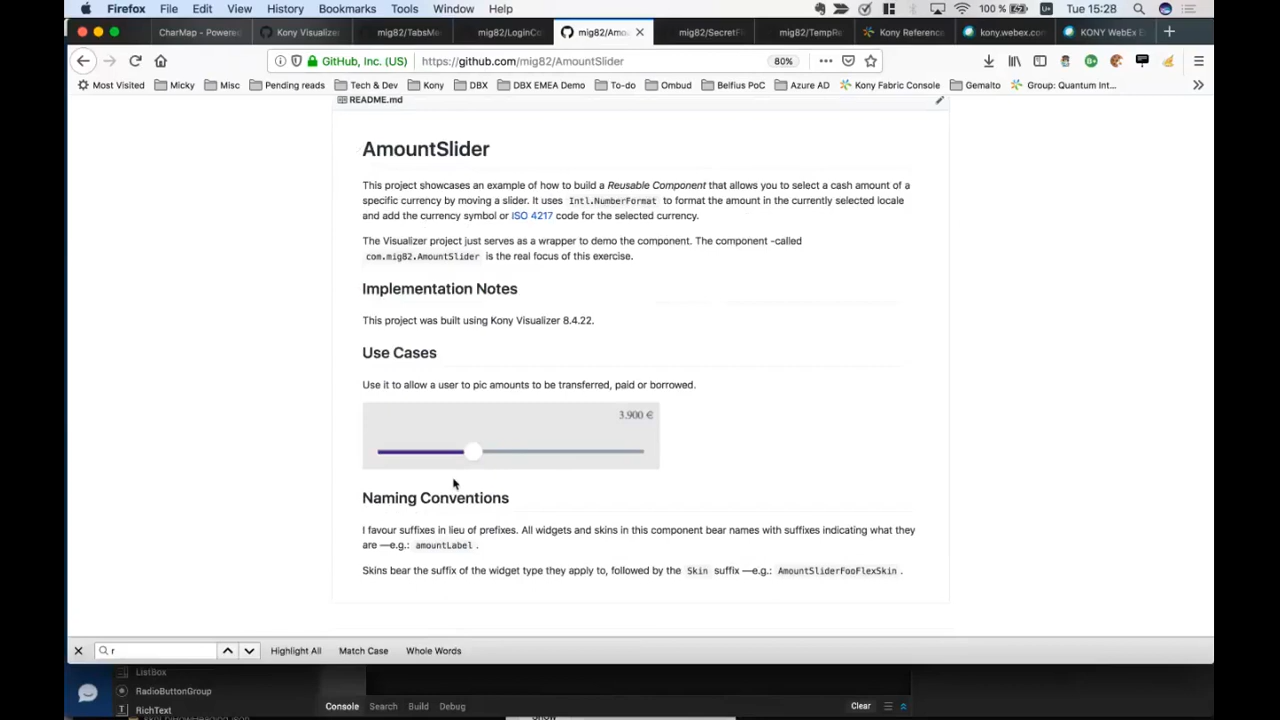 Firefox File Edit View History Bookmarks Tools Window Help 100 % Tue 15:28
CharMap - Powered Kony Visualizer mig82/TabsMo mig82/LoginCo mig82/Amo mig82/SecretFi mig82/TempRe Kony Reference kony.webex.com KONY WebEx E
GitHub, Inc. (US) https://github.com/mig82/AmountSlider 80%
Most Visited Micky Misc Pending reads Tech & Dev Kony DBX DBX EMEA Demo To-do Ombud Belfius PoC Azure AD Kony Fabric Console Gemalto Group: Quantum Int...
README.md
AmountSlider
This project showcases an example of how to build a Reusable Component that allows you to select a cash amount of a
specific currency by moving a slider. It uses Intl.NumberFormat to format the amount in the currently selected locale
and add the currency symbol or ISO 4217 code for the selected currency.
The Visualizer project just serves as a wrapper to demo the component. The component -called
com.mig82.AmountSlider is the real focus of this exercise.
Implementation Notes
This project was built using Kony Visualizer 8.4.22.
Use Cases
Use it to allow a user to pic amounts to be transferred, paid or borrowed.
3.900 €
Naming Conventions
I favour suffixes in lieu of prefixes. All widgets and skins in this component bear names with suffixes indicating what they
are —e.g.: amountLabel .
Skins bear the suffix of the widget type they apply to, followed by the Skin suffix —e.g.: AmountSliderFooFlexSkin .
r Highlight All Match Case Whole Words
ListBox
RadioButtonGroup
RichText
Console Search Build Debug Clear